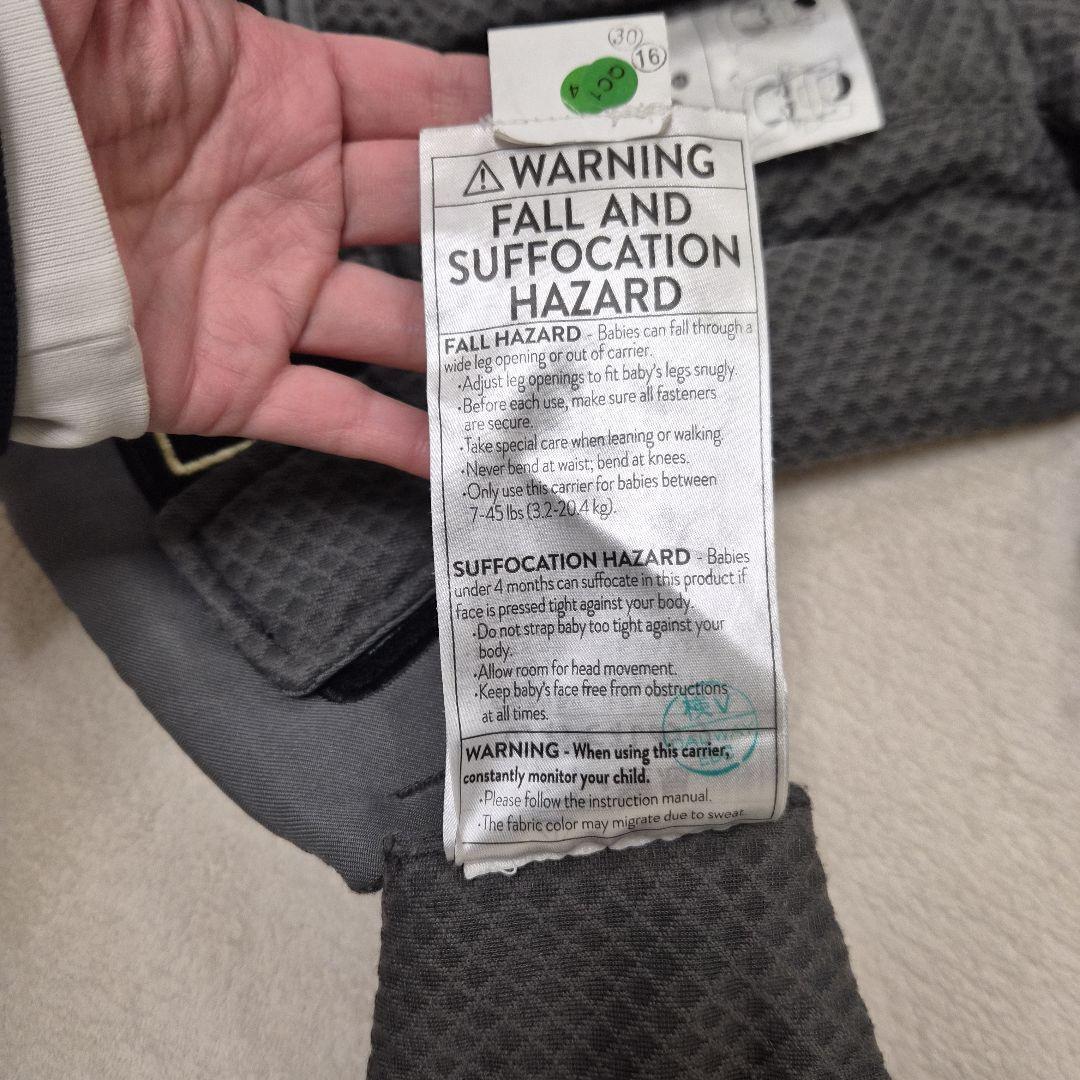 30
16
QC1
4
WARNING
FALL AND
SUFFOCATION
HAZARD
FALL HAZARD - Babies can fall through a
wide leg opening or out of carrier.
•Adjust leg openings to fit baby's legs snugly.
•Before each use, make sure all fasteners
are secure.
•Take special care when leaning or walking.
•Never bend at waist; bend at knees.
•Only use this carrier for babies between
7-45 lbs (3.2-20.4 kg).
SUFFOCATION HAZARD - Babies
under 4 months can suffocate in this product if
face is pressed tight against your body.
•Do not strap baby too tight against your
body.
•Allow room for head movement.
•Keep baby's face free from obstructions
at all times.
検V
WARNING - When using this carrier,
constantly monitor your child.
•Please follow the instruction manual.
•The fabric color may migrate due to sweat